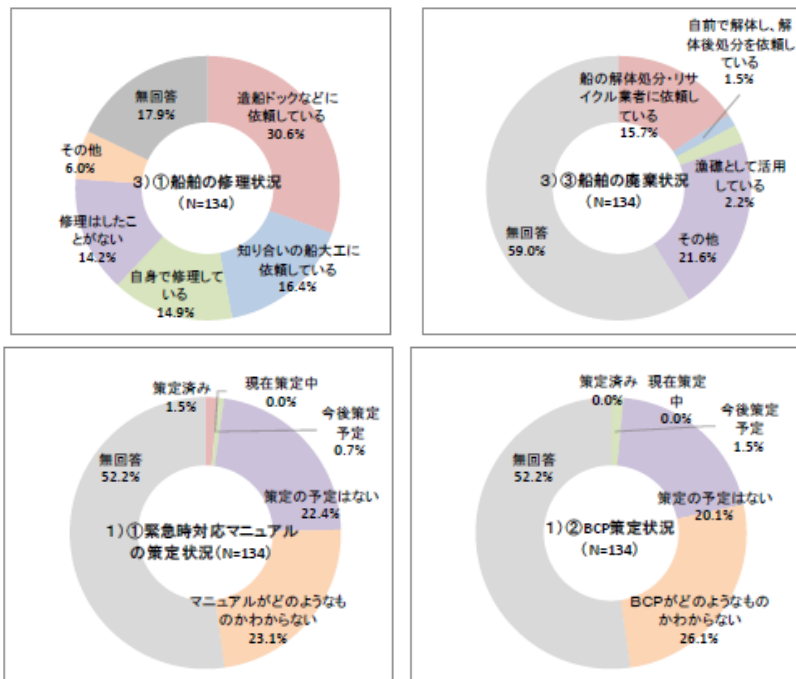 無回答
17.9%
造船ドックなどに
依頼している
30.6%
その他
6.0%
3)①船舶の修理状況
(N=134)
修理はしたこ
とがない
14.2%
自身で修理して
いる
14.9%
知り合いの船大工に
依頼している
16.4%
自前で解体し、解
体後処分を依頼し
ている
1.5%
船の解体処分・リサ
イクル業者に依頼し
ている
15.7%
3)③船舶の廃棄状況
(N=134)
漁礁として活用
している
2.2%
無回答
59.0%
その他
21.6%
策定済み
1.5%
現在策定中
0.0%
今後策定
予定
0.7%
無回答
52.2%
策定の予定はない
22.4%
1)①緊急時対応マニュアル
の策定状況(N=134)
マニュアルがどのようなも
のかわからない
23.1%
策定済み
0.0%
現在策定
中
0.0%
今後策定
予定
1.5%
無回答
52.2%
策定の予定はない
20.1%
1)②BCP策定状況
(N=134)
BCPがどのようなもの
かわからない
26.1%